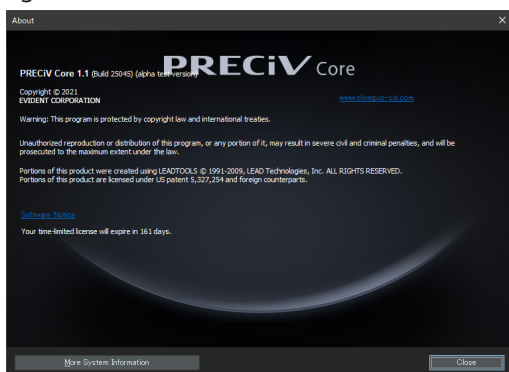 About
PRECiV Core
PRECiV Core 1.1 (Build 25045) (alpha test version)
Copyright © 2021
EVIDENT CORPORATION
www.olympus-sis.com
Warning: This program is protected by copyright law and international treaties.
Unauthorized reproduction or distribution of this program, or any portion of it, may result in severe civil and criminal penalties, and will be
prosecuted to the maximum extent under the law.
Portions of this product were created using LEADTOOLS © 1991-2009, LEAD Technologies, Inc. ALL RIGHTS RESERVED.
Portions of this product are licensed under US patent 5,327,254 and foreign counterparts.
Software Notice
Your time-limited license will expire in 161 days.
More System Information
Close